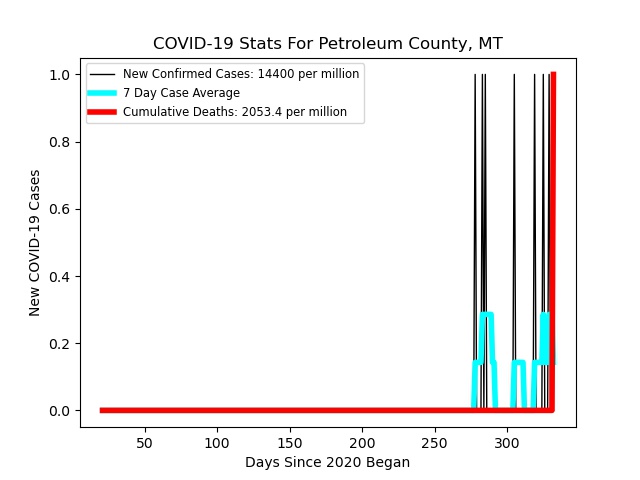 COVID-19 Stats For Petroleum County, MT
New Confirmed Cases: 14400 per million
7 Day Case Average
Cumulative Deaths: 2053.4 per million
New COVID-19 Cases
1.0
0.8
0.6
0.4
0.2
0.0
50 100 150 200 250 300
Days Since 2020 Began